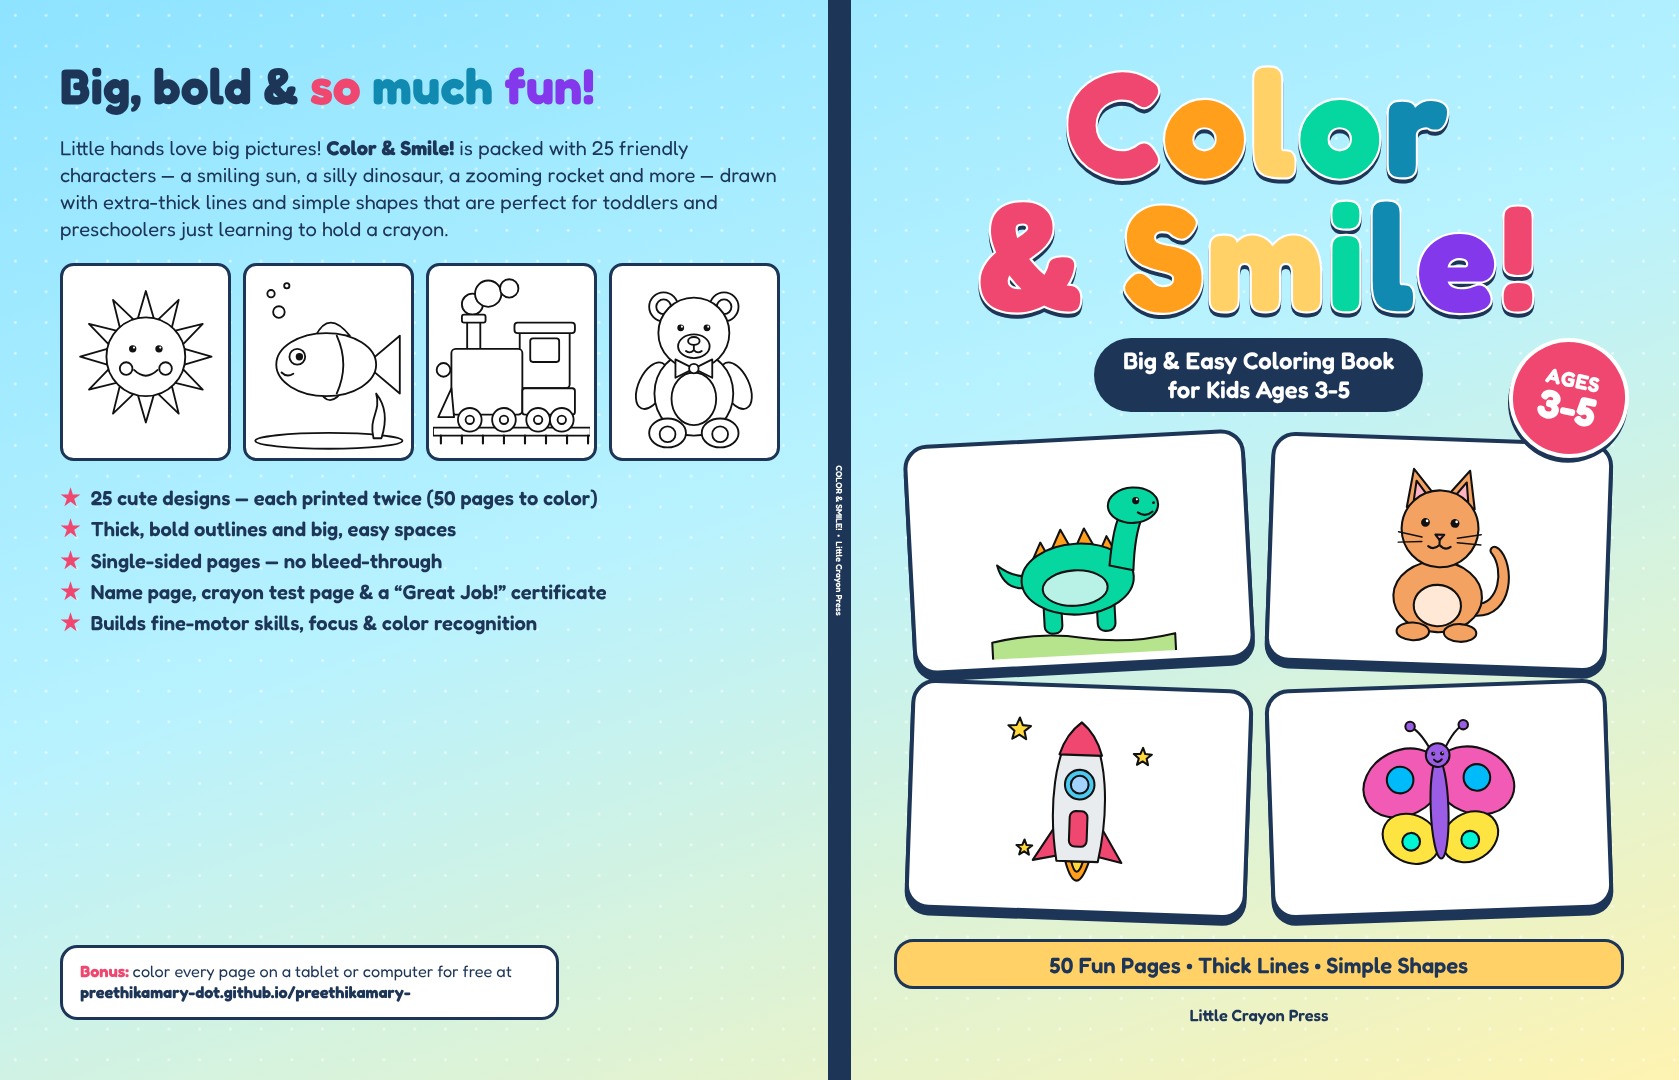 Big, bold & so much fun!
Little hands love big pictures! Color & Smile! is packed with 25 friendly
characters — a smiling sun, a silly dinosaur, a zooming rocket and more — drawn
with extra-thick lines and simple shapes that are perfect for toddlers and
preschoolers just learning to hold a crayon.
★ 25 cute designs — each printed twice (50 pages to color)
★ Thick, bold outlines and big, easy spaces
★ Single-sided pages — no bleed-through
★ Name page, crayon test page & a “Great Job!” certificate
★ Builds fine-motor skills, focus & color recognition
Bonus: color every page on a tablet or computer for free at
preethikamary-dot.github.io/preethikamary-
COLOR & SMILE! • Little Crayon Press
Color
& Smile!
Big & Easy Coloring Book
for Kids Ages 3-5
AGES
3-5
50 Fun Pages • Thick Lines • Simple Shapes
Little Crayon Press